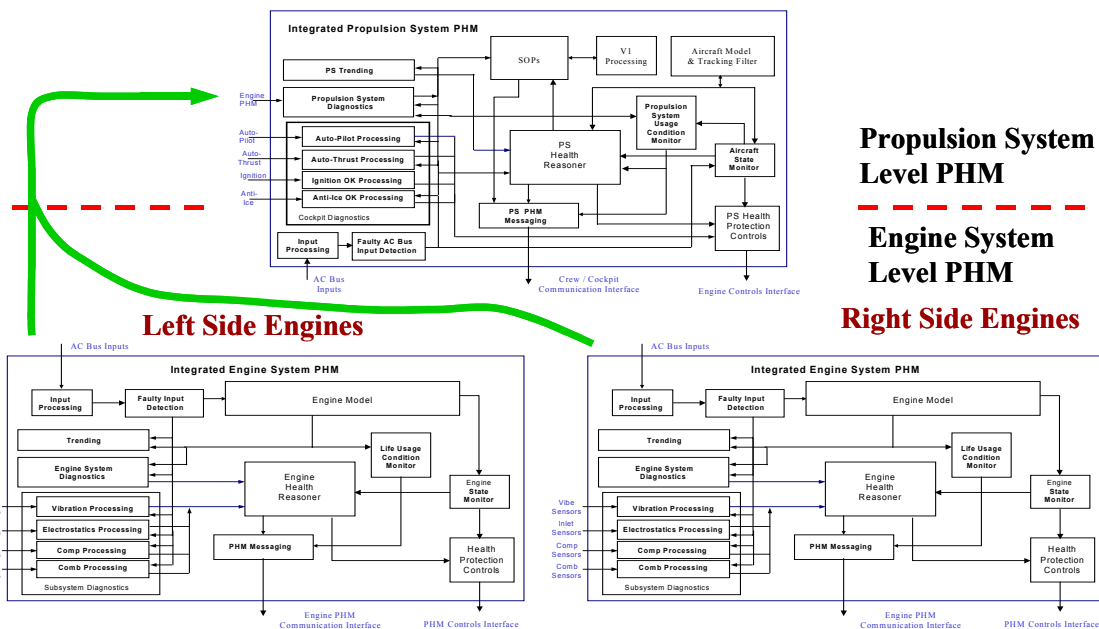 Integrated Propulsion System PHM
SOPs
V1
Processing
Aircraft Model
& Tracking Filter
PS Trending
Engine
PHM
Propulsion System
Diagnostics
Propulsion
System
Usage
Condition
Monitor
Auto-
Pilot
Auto-Pilot Processing
Auto-
Thrust
Auto-Thrust Processing
Ignition
Ignition OK Processing
Anti-
Ice
Anti-Ice OK Processing
Cockpit Diagnostics
PS
Health
Reasoner
Aircraft
State
Monitor
PS PHM
Messaging
PS Health
Protection
Controls
Input
Processing
Faulty AC Bus
Input Detection
AC Bus
Inputs
Crew / Cockpit
Communication Interface
Engine Controls Interface
Propulsion System
Level PHM
Engine System
Level PHM
Left Side Engines
Right Side Engines
AC Bus Inputs
Integrated Engine System PHM
Input
Processing
Faulty Input
Detection
Engine Model
Trending
Engine System
Diagnostics
Life Usage
Condition
Monitor
Engine
Health
Reasoner
Engine
State
Monitor
Vibration Processing
Electrostatics Processing
Comp Processing
Comb Processing
Subsystem Diagnostics
PHM Messaging
Health
Protection
Controls
Engine PHM
Communication Interface
PHM Controls Interface
AC Bus Inputs
Integrated Engine System PHM
Input
Processing
Faulty Input
Detection
Engine Model
Trending
Engine System
Diagnostics
Life Usage
Condition
Monitor
Engine
Health
Reasoner
Engine
State
Monitor
Vibe
Sensors
Vibration Processing
Inlet
Sensors
Electrostatics Processing
Comp
Sensors
Comp Processing
Comb
Sensors
Comb Processing
Subsystem Diagnostics
PHM Messaging
Health
Protection
Controls
Engine PHM
Communication Interface
PHM Controls Interface